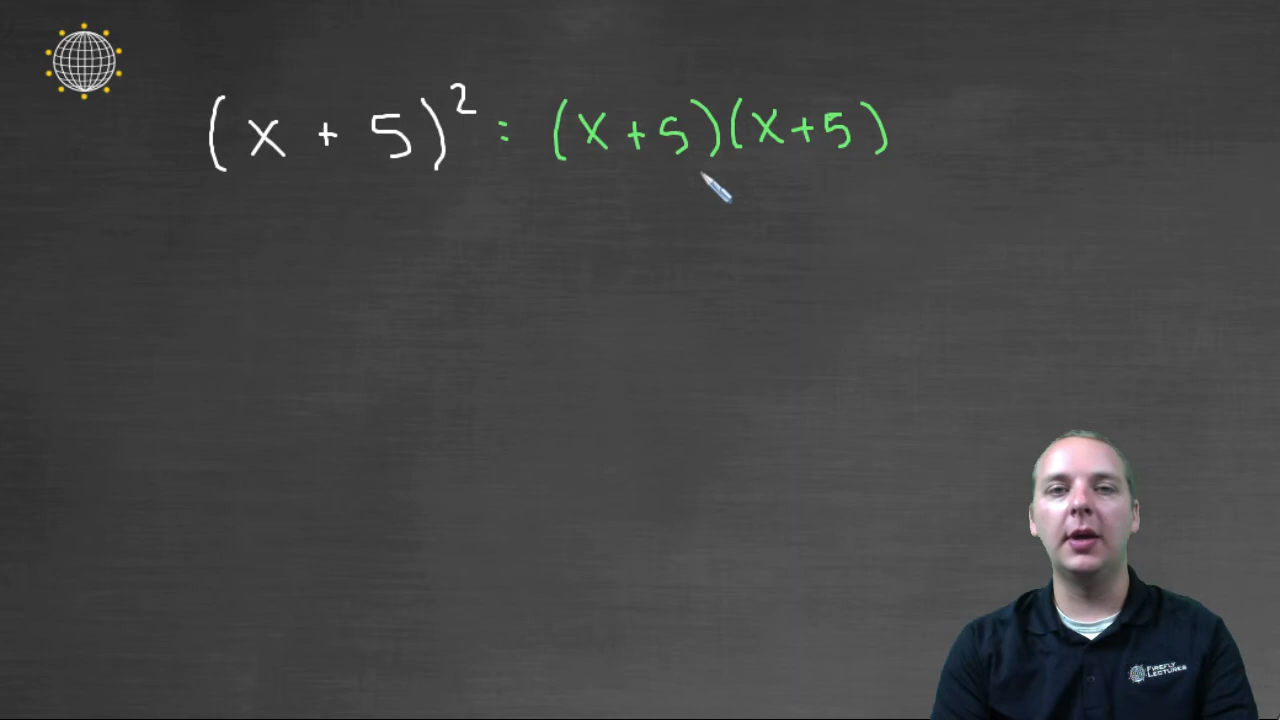 (x + 5)² = (x+5)(x+5)
FIREFLY
LECTURES